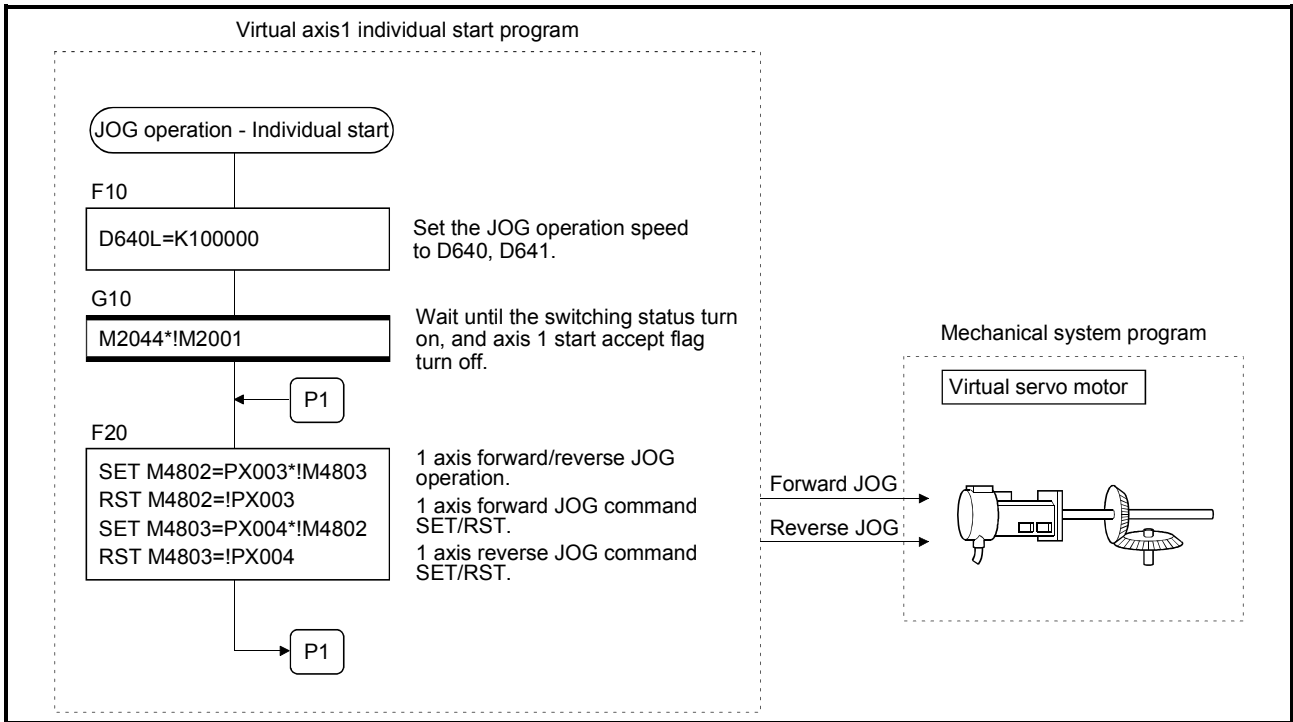 Virtual axis1 individual start program
JOG operation - Individual start
F10
D640L=K100000
Set the JOG operation speed
to D640, D641.
G10
M2044*!M2001
Wait until the switching status turn
on, and axis 1 start accept flag
turn off.
P1
F20
SET M4802=PX003*!M4803
RST M4802=!PX003
SET M4803=PX004*!M4802
RST M4803=!PX004
1 axis forward/reverse JOG
operation.
1 axis forward JOG command
SET/RST.
1 axis reverse JOG command
SET/RST.
P1
Forward JOG
Reverse JOG
Mechanical system program
Virtual servo motor